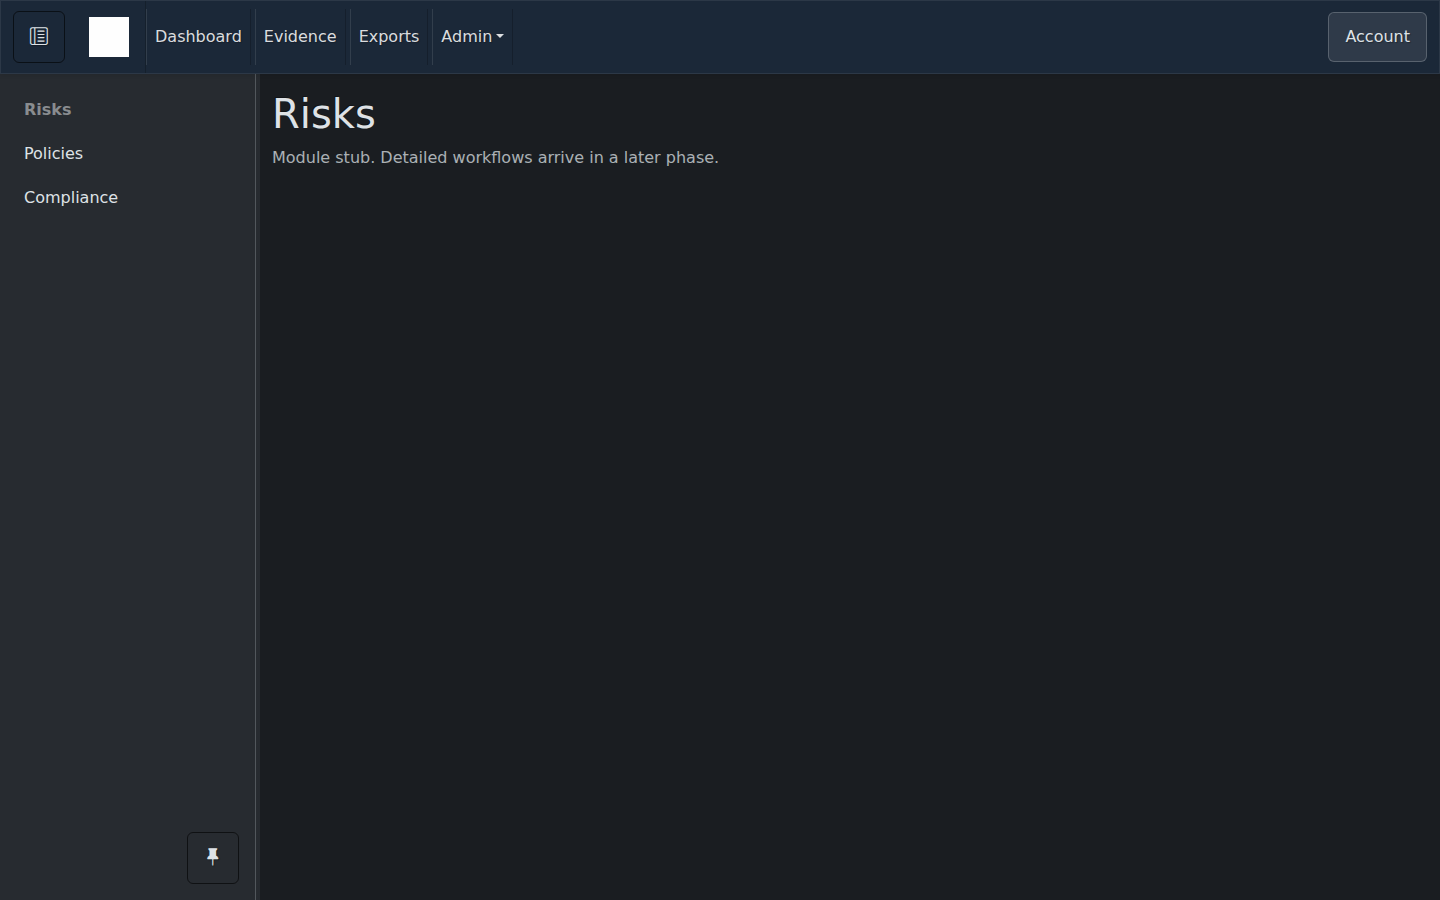 Dashboard
Evidence
Exports
Admin
Account
Risks
Policies
Compliance
Risks
Module stub. Detailed workflows arrive in a later phase.